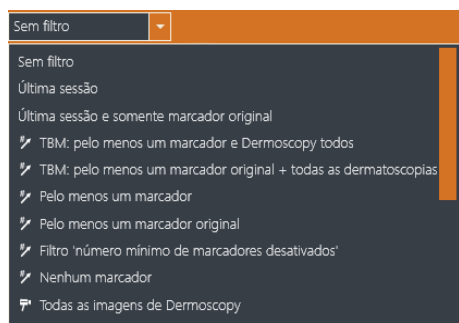 Sem filtro
Sem filtro
Última sessão
Última sessão e somente marcador original
TBM: pelo menos um marcador e Dermoscopy todos
TBM: pelo menos um marcador original + todas as dermatoscopias
Pelo menos um marcador
Pelo menos um marcador original
Filtro 'número mínimo de marcadores desativados'
Nenhum marcador
Todas as imagens de Dermoscopy